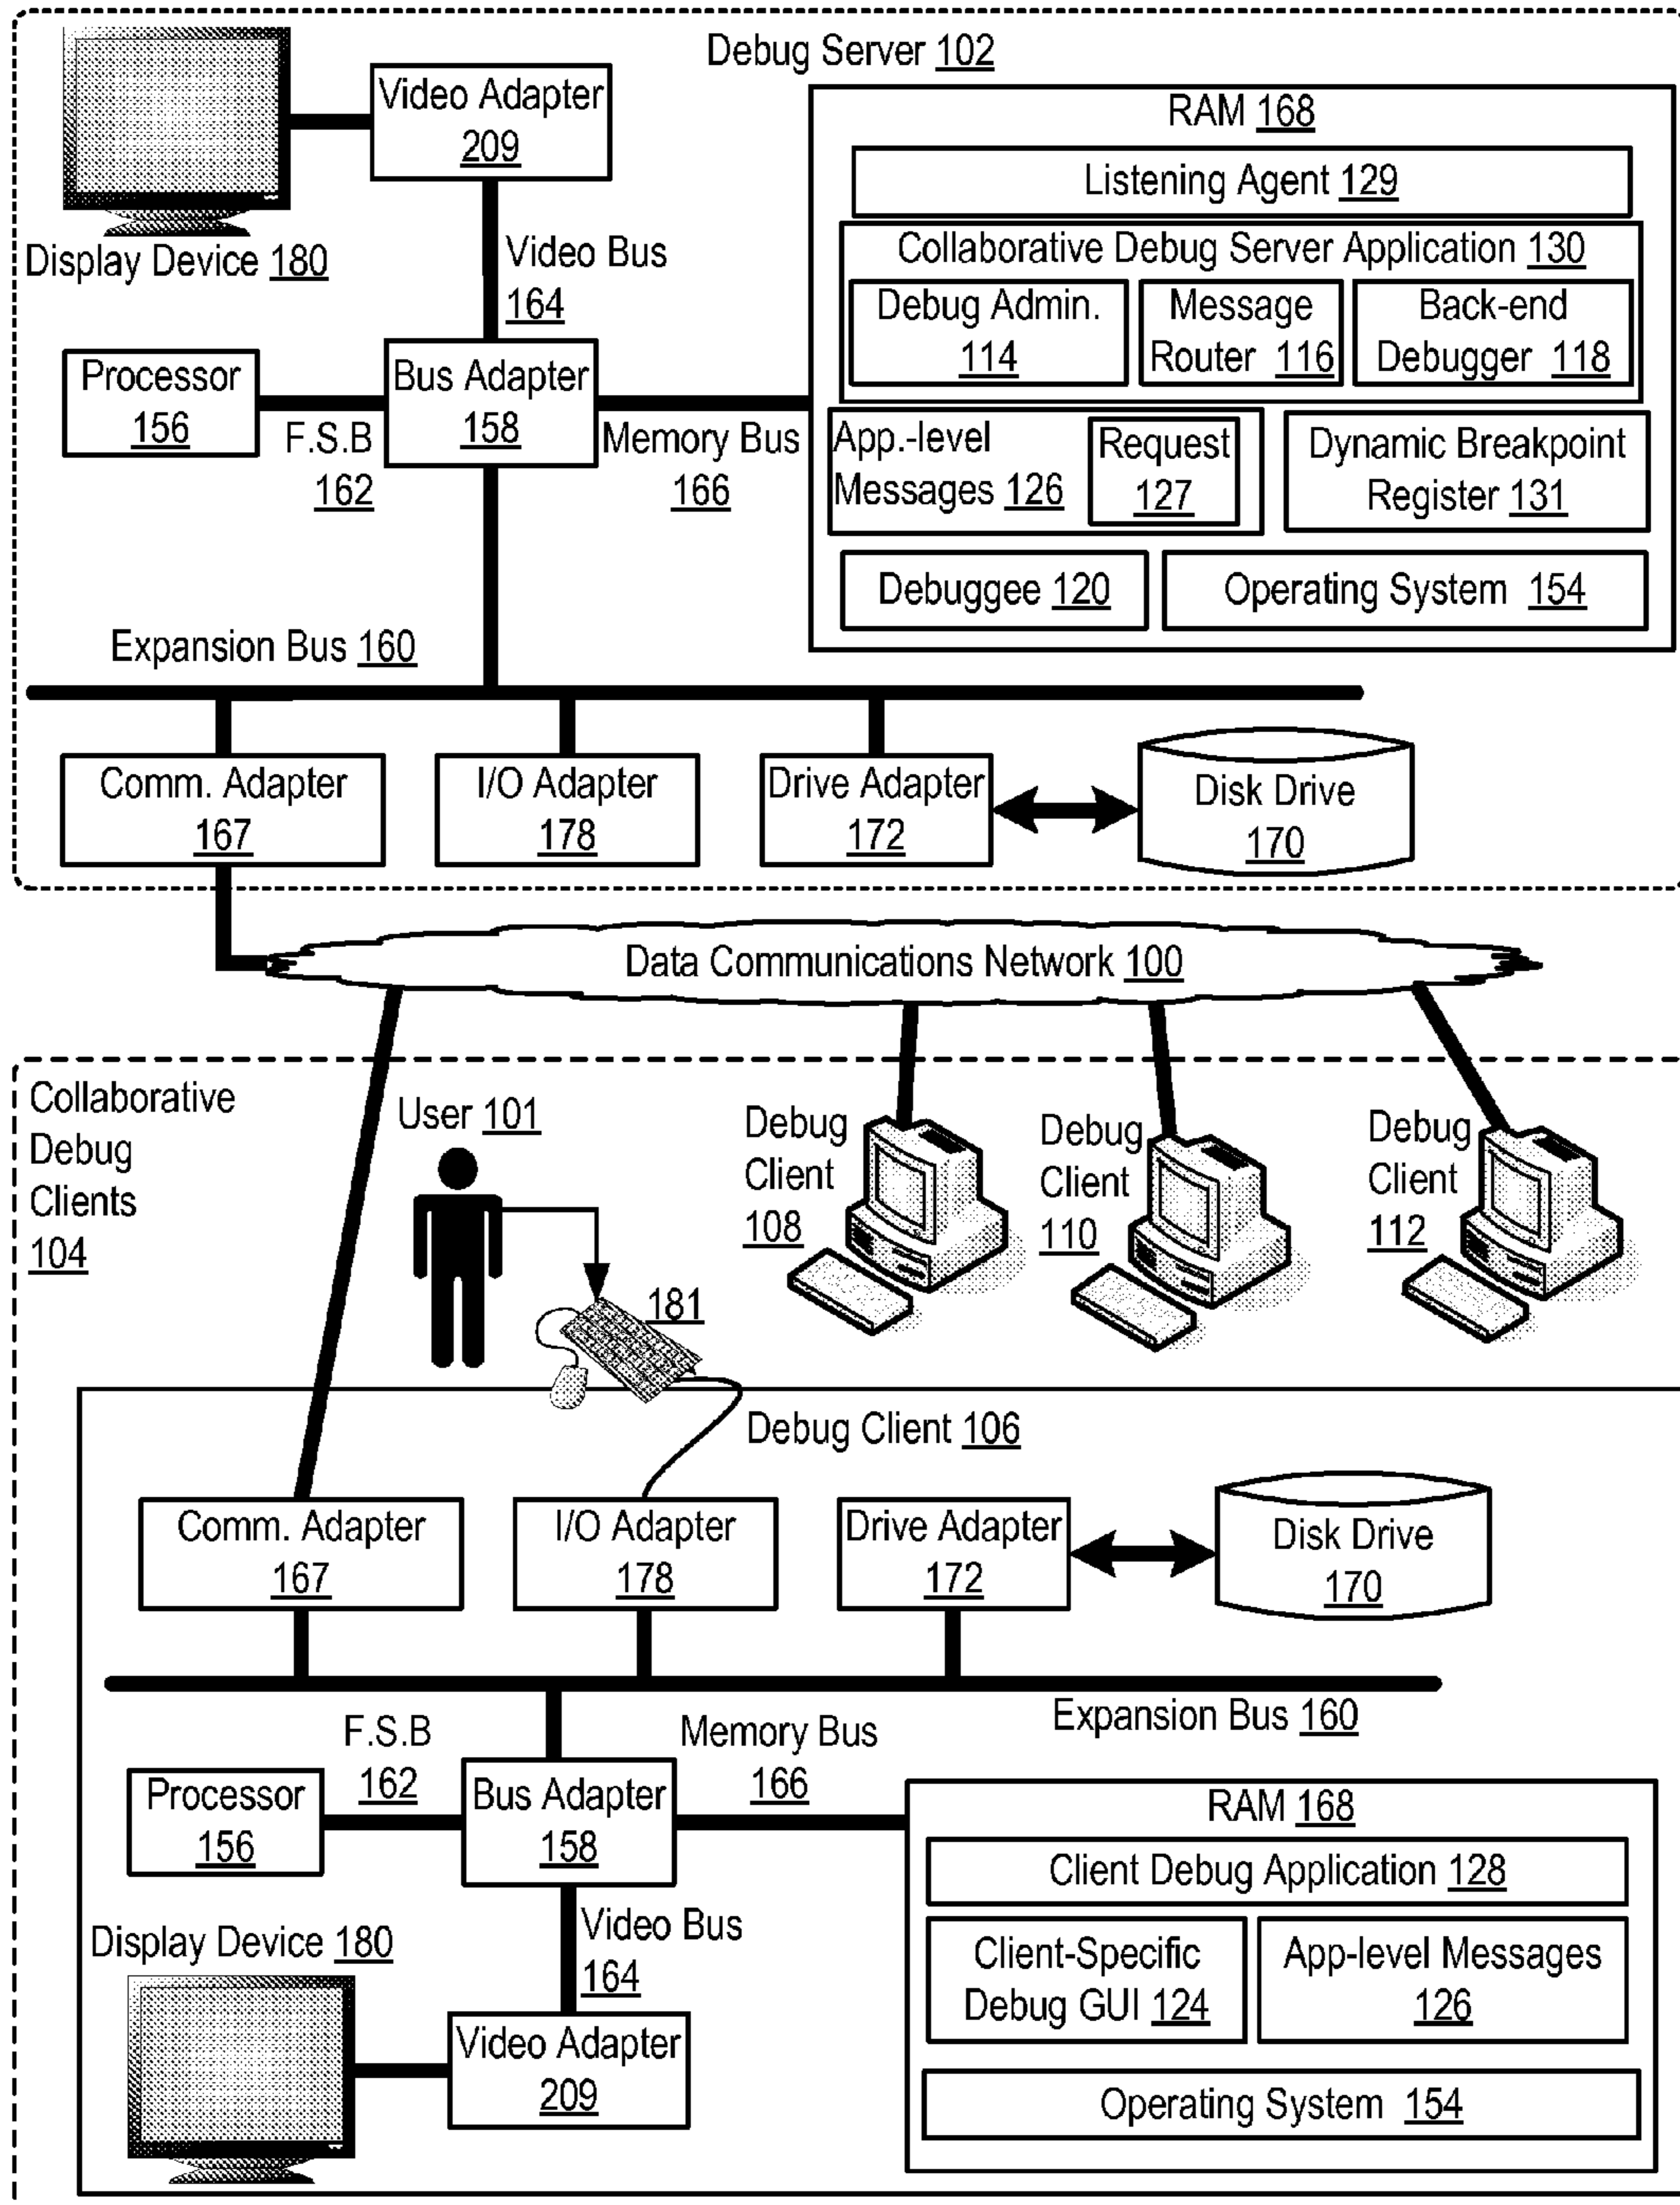 Debug Server 102
Video Adapter
209
Display Device 180
Video Bus
164
Processor
156
F.S.B
162
Bus Adapter
158
Memory Bus
166
RAM 168
Listening Agent 129
Collaborative Debug Server Application 130
Debug Admin.
114
Message
Router 116
Back-end
Debugger 118
App.-level
Messages 126
Request
127
Dynamic Breakpoint
Register 131
Debuggee 120
Operating System 154
Expansion Bus 160
Comm. Adapter
167
I/O Adapter
178
Drive Adapter
172
Disk Drive
170
Data Communications Network 100
Collaborative
Debug
Clients
104
User 101
181
Debug
Client
108
Debug
Client
110
Debug
Client
112
Debug Client 106
Comm. Adapter
167
I/O Adapter
178
Drive Adapter
172
Disk Drive
170
Expansion Bus 160
F.S.B
162
Memory Bus
166
Processor
156
Bus Adapter
158
Video Bus
164
Display Device 180
Video Adapter
209
RAM 168
Client Debug Application 128
Client-Specific
Debug GUI 124
App-level Messages
126
Operating System 154